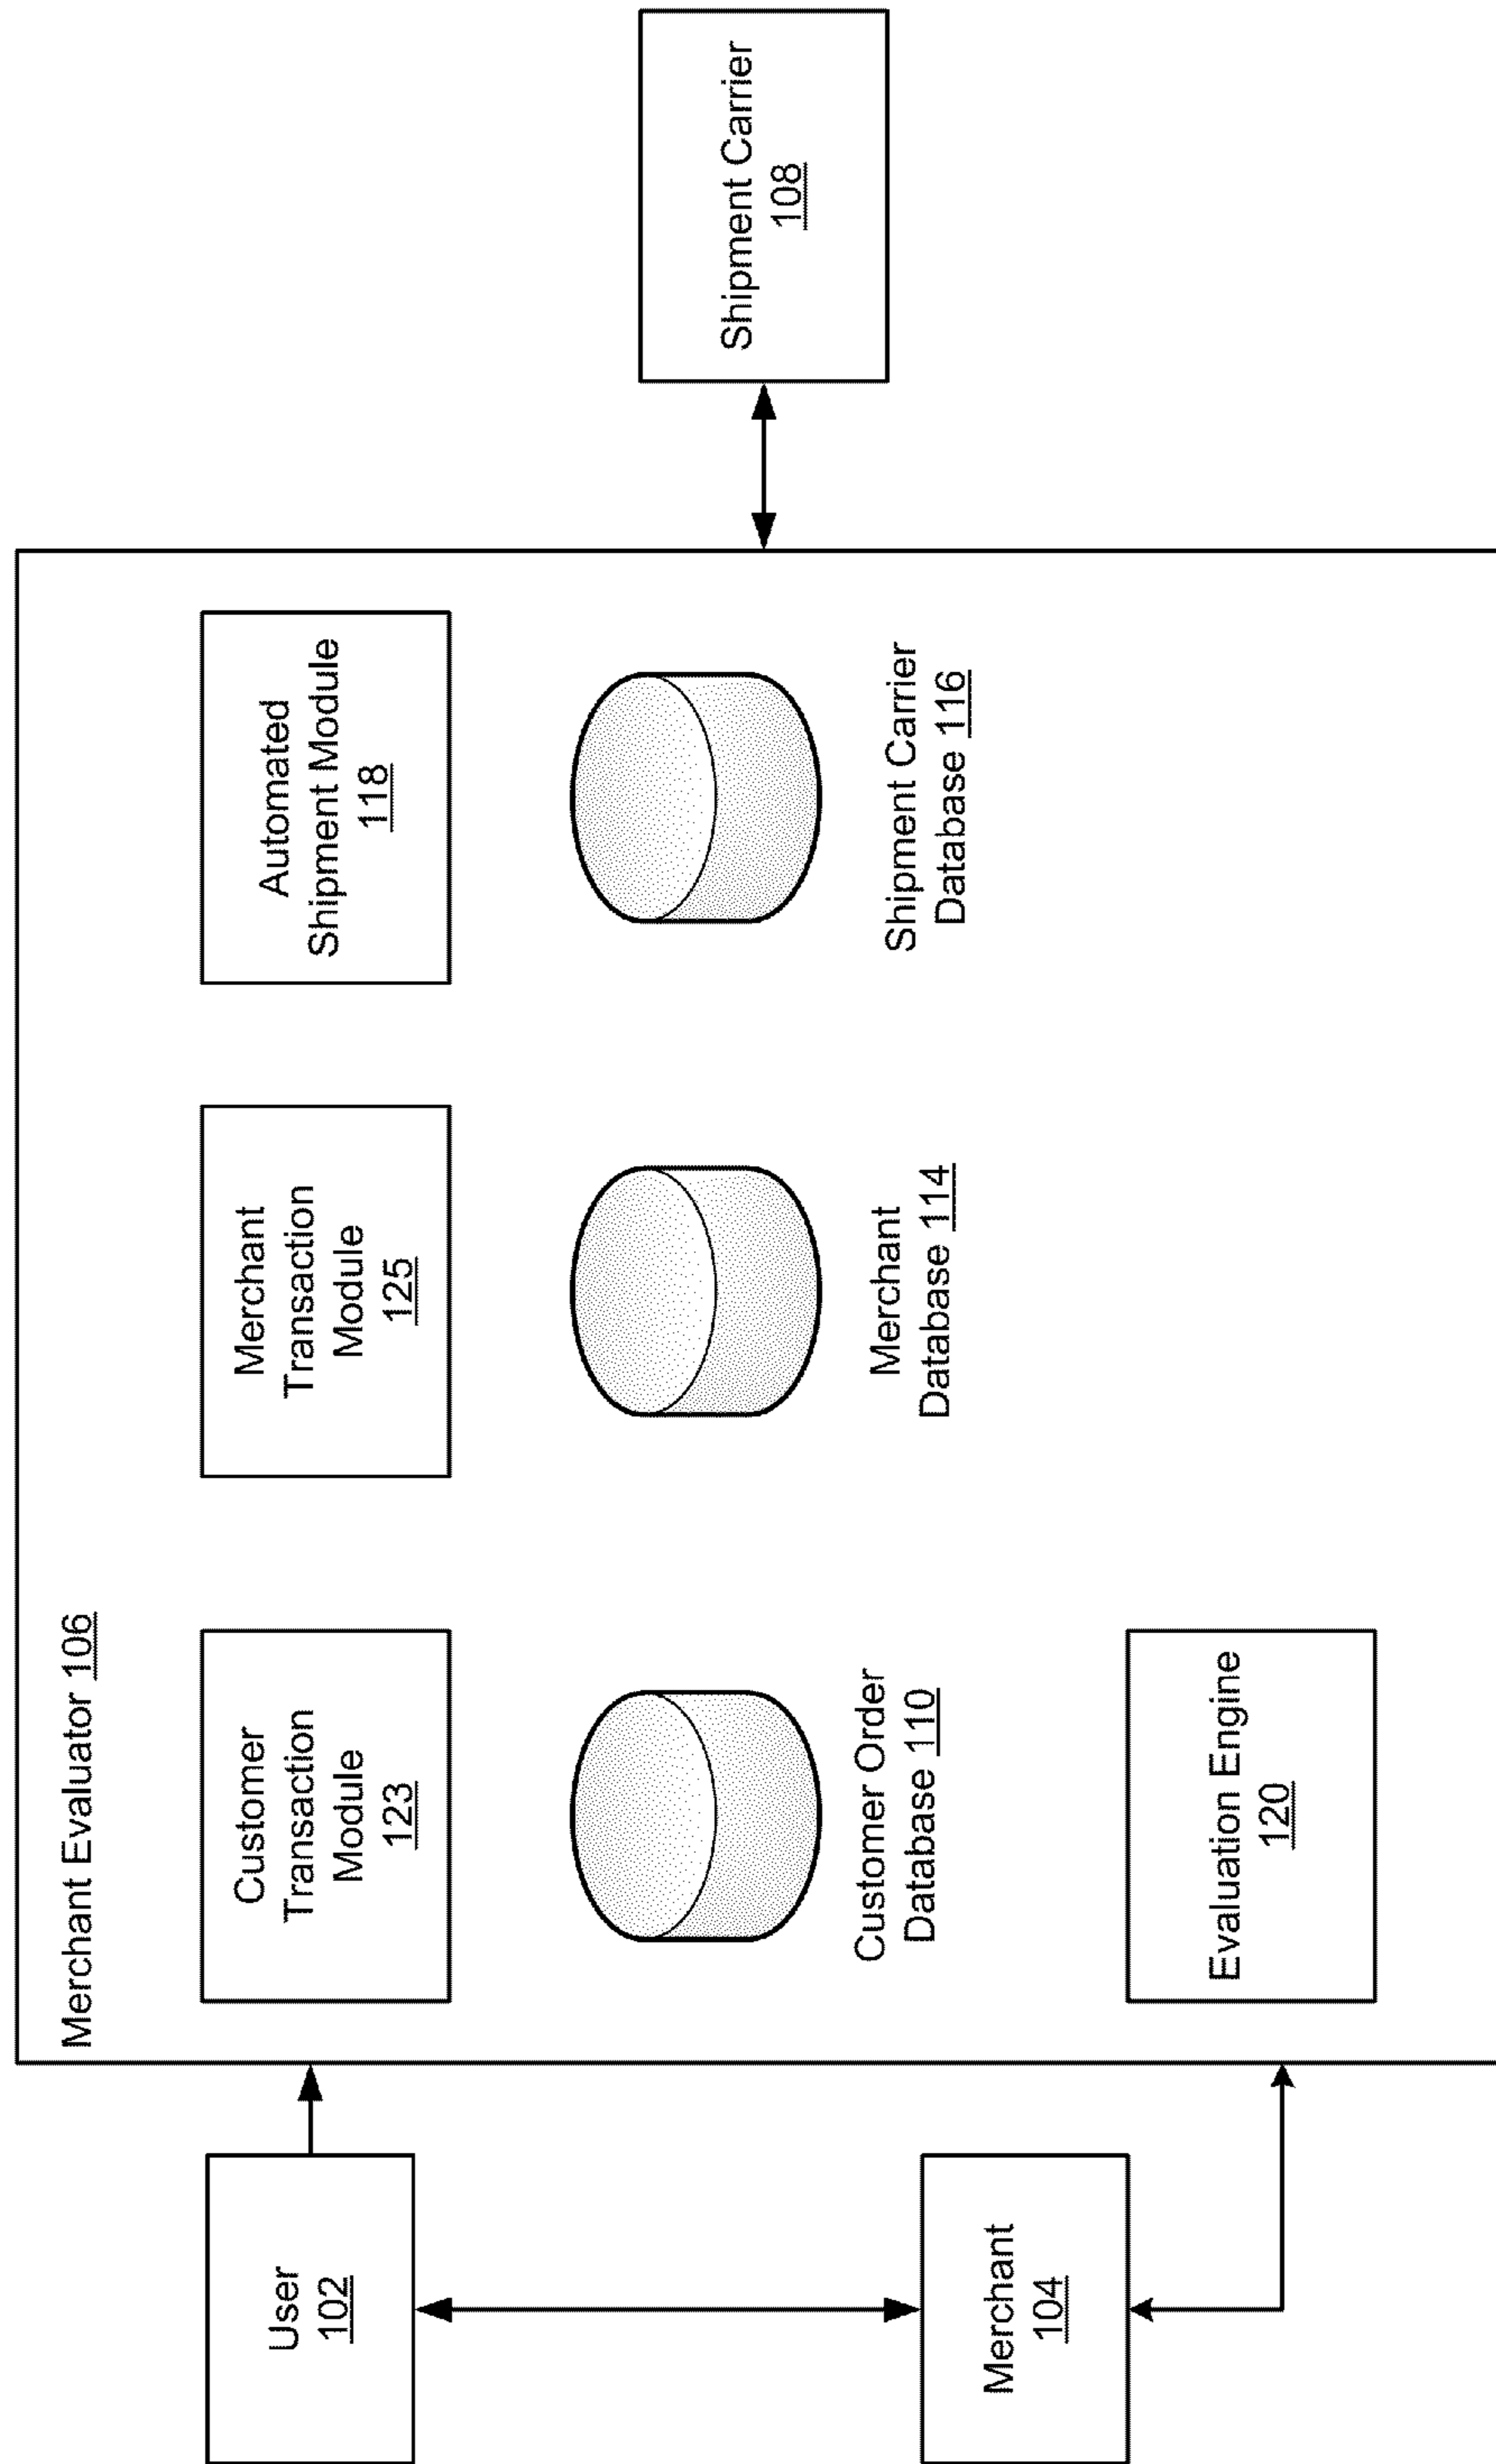 Merchant Evaluator 106
User
102
Customer
Transaction
Module
123
Merchant
Transaction
Module
125
Automated
Shipment Module
118
Customer Order
Database 110
Merchant
Database 114
Shipment Carrier
Database 116
Shipment Carrier
108
Merchant
104
Evaluation Engine
120